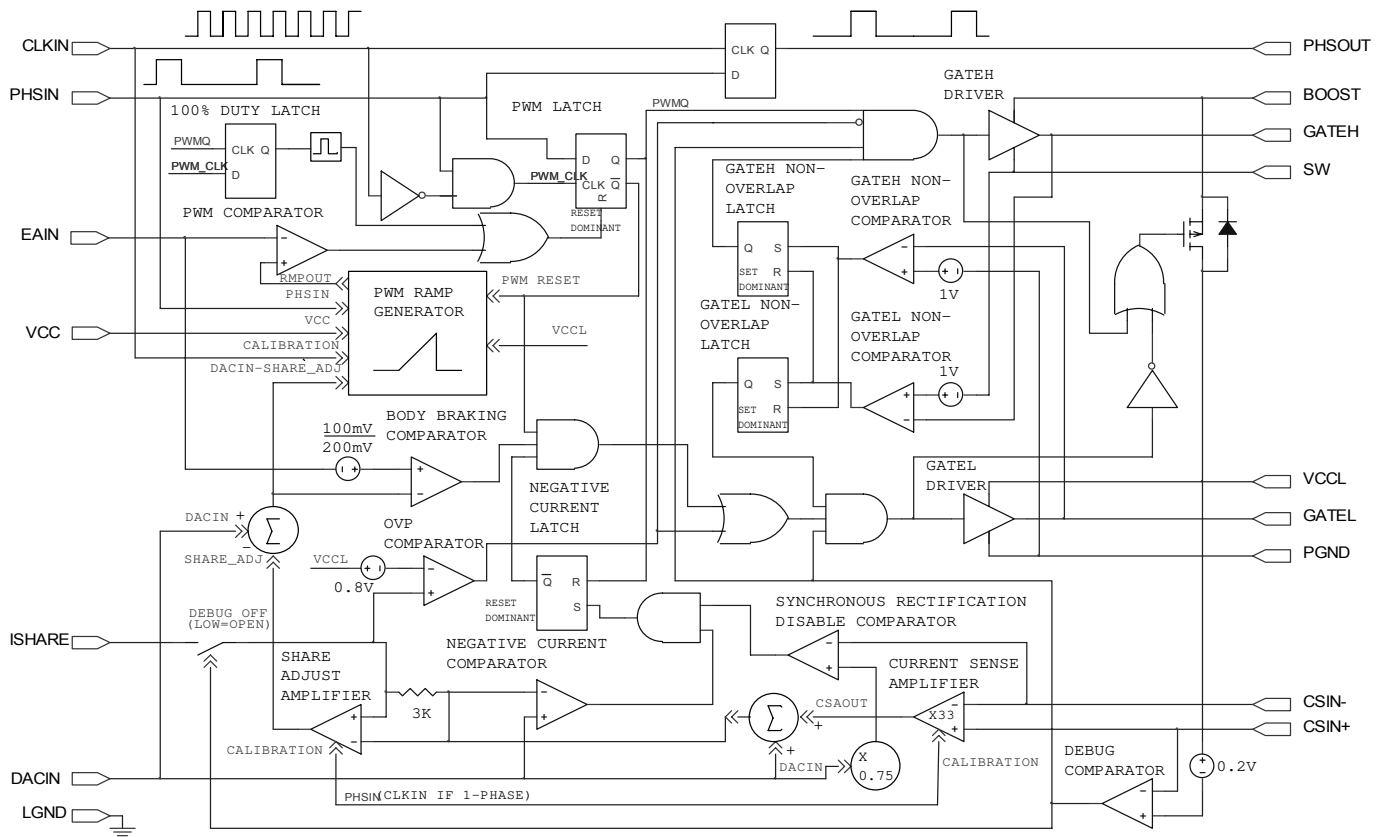 CLKIN
PHSIN
EAIN
VCC
ISHARE
DACIN
LGND
PHSOUT
BOOST
GATEH
SW
VCCL
GATEL
PGND
CSIN-
CSIN+
100% DUTY LATCH
PWMQ
PWM_CLK
CLK Q
D
PWM COMPARATOR
−
+
PWM LATCH
D Q
CLK Q
R
PWM_CLK
RESET
DOMINANT
CLK Q
D
PWMQ
GATEH
DRIVER
RMPOUT
PHSIN
VCC
CALIBRATION
DACIN-SHARE_ADJ
PWM RAMP
GENERATOR
PWM RESET
VCCL
GATEH NON-
OVERLAP
LATCH
GATEH NON-
OVERLAP
COMPARATOR
Q S
SET R
DOMINANT
−
+
+ -
1V
GATEL NON-
OVERLAP
LATCH
GATEL NON-
OVERLAP
COMPARATOR
1V
Q S
SET R
DOMINANT
+
−
- +
100mV
200mV
- +
BODY BRAKING
COMPARATOR
+
−
NEGATIVE
CURRENT
LATCH
GATEL
DRIVER
DACIN +
Σ
−
SHARE_ADJ
OVP
COMPARATOR
VCCL
+ -
0.8V
−
+
Q R
S
RESET
DOMINANT
DEBUG OFF
(LOW=OPEN)
SHARE
ADJUST
AMPLIFIER
+
−
3K
CALIBRATION
NEGATIVE CURRENT
COMPARATOR
−
+
SYNCHRONOUS RECTIFICATION
DISABLE COMPARATOR
−
+
CURRENT SENSE
AMPLIFIER
X33
−
+
CSAOUT
+
Σ
+
DACIN
X
0.75
CALIBRATION
DEBUG
COMPARATOR
−
+
+
−
0.2V
PHSIN (CLKIN IF 1-PHASE)